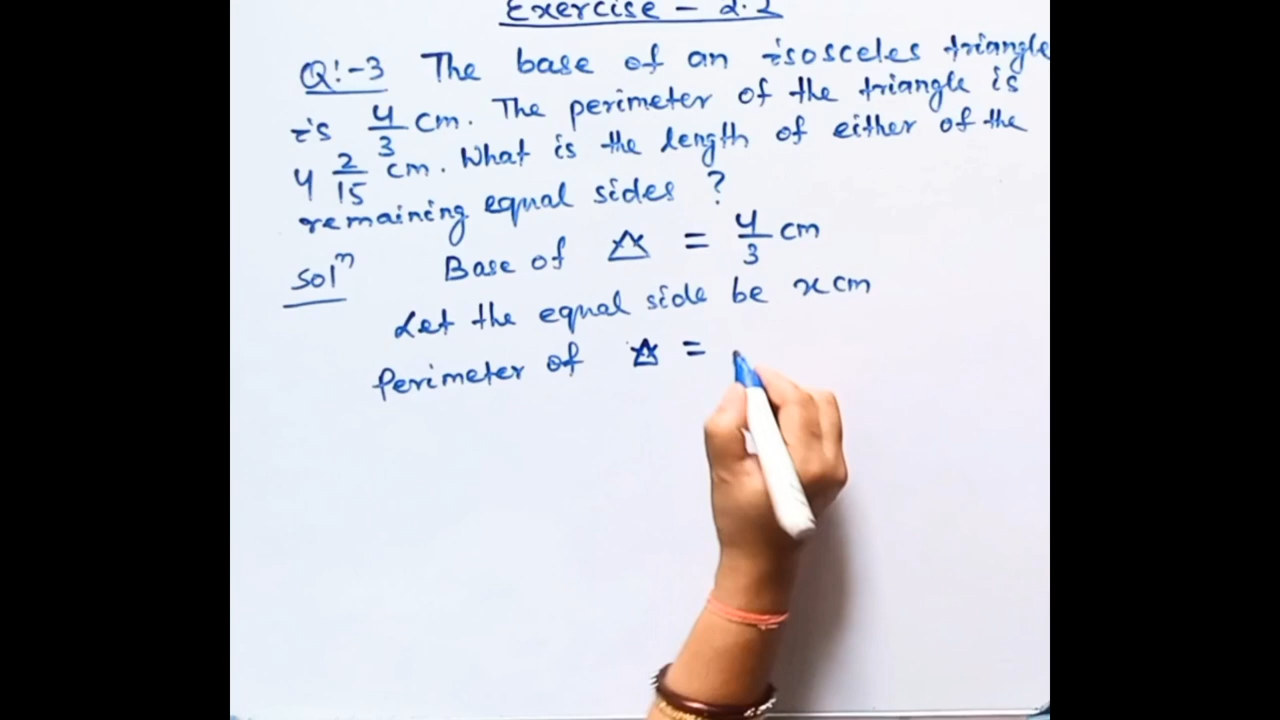 Exercise - 2.2
Q:-3 The base of an isosceles triangle
is 4/3 cm. The perimeter of the triangle is
4 2/15 cm. What is the length of either of the
remaining equal sides ?
Solⁿ Base of △ = 4/3 cm
Let the equal side be x cm
Perimeter of △ =